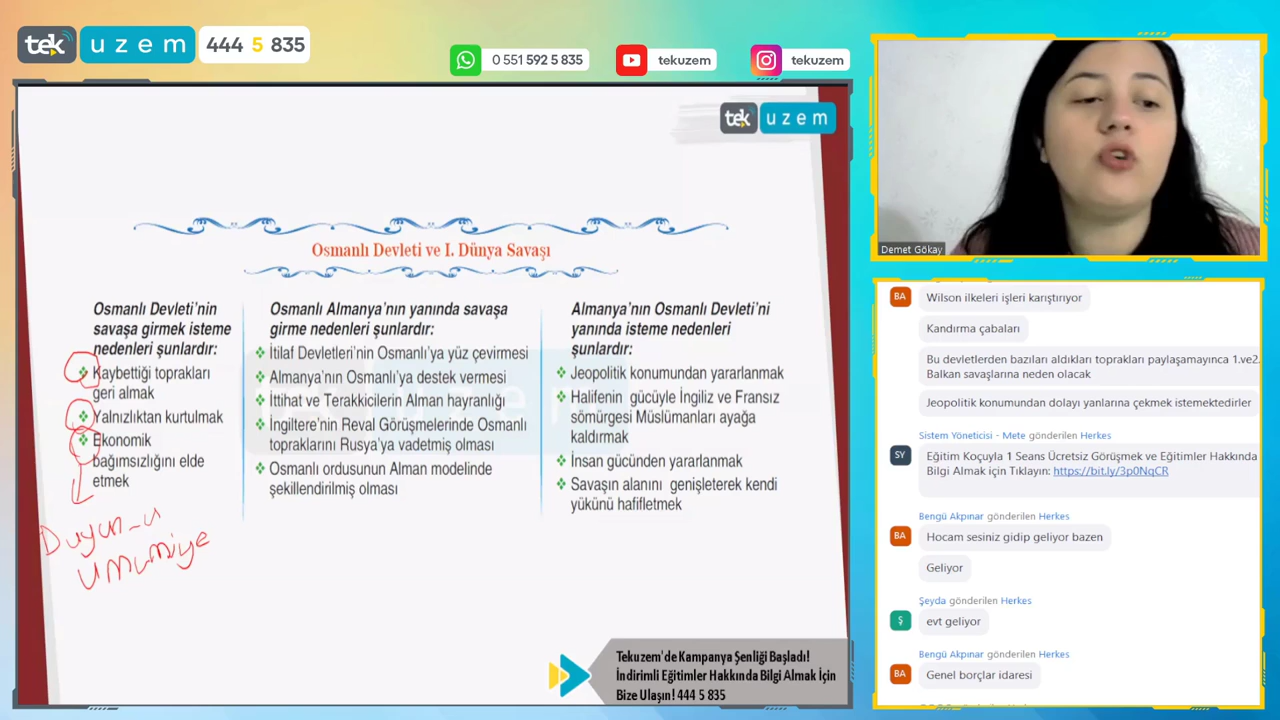 tek uzem 444 5 835
0 551 592 5 835
tekuzem
tekuzem
tek uzem
Osmanlı Devleti ve I. Dünya Savaşı
Osmanlı Devleti'nin
savaşa girmek isteme
nedenleri şunlardır:
Kaybettiği toprakları
geri almak
Yalnızlıktan kurtulmak
Ekonomik
bağımsızlığını elde
etmek
Duyun-u
umumiye
Osmanlı Almanya'nın yanında savaşa
girme nedenleri şunlardır:
İtilaf Devletleri'nin Osmanlı'ya yüz çevirmesi
Almanya'nın Osmanlı'ya destek vermesi
İttihat ve Terakkicilerin Alman hayranlığı
İngiltere'nin Reval Görüşmelerinde Osmanlı
topraklarını Rusya'ya vadetmiş olması
Osmanlı ordusunun Alman modelinde
şekillendirilmiş olması
Almanya'nın Osmanlı Devleti'ni
yanında isteme nedenleri
şunlardır:
Jeopolitik konumundan yararlanmak
Halifenin gücüyle İngiliz ve Fransız
sömürgesi Müslümanları ayağa
kaldırmak
İnsan gücünden yararlanmak
Savaşın alanını genişleterek kendi
yükünü hafifletmek
Tekuzem'de Kampanya Şenliği Başladı!
İndirimli Eğitimler Hakkında Bilgi Almak İçin
Bize Ulaşın! 444 5 835
Demet Gökay
BA
Wilson ilkeleri işleri karıştırıyor
Kandırma çabaları
Bu devletlerden bazıları aldıkları toprakları paylaşamayınca 1.ve2.
Balkan savaşlarına neden olacak
Jeopolitik konumundan dolayı yanlarına çekmek istemektedirler
Sistem Yöneticisi - Mete gönderilen Herkes
SY
Eğitim Koçuyla 1 Seans Ücretsiz Görüşmek ve Eğitimler Hakkında
Bilgi Almak için Tıklayın: https://bit.ly/3p0NqCR
Bengü Akpınar gönderilen Herkes
BA
Hocam sesiniz gidip geliyor bazen
Geliyor
Şeyda gönderilen Herkes
Ş
evt geliyor
Bengü Akpınar gönderilen Herkes
BA
Genel borçlar idaresi